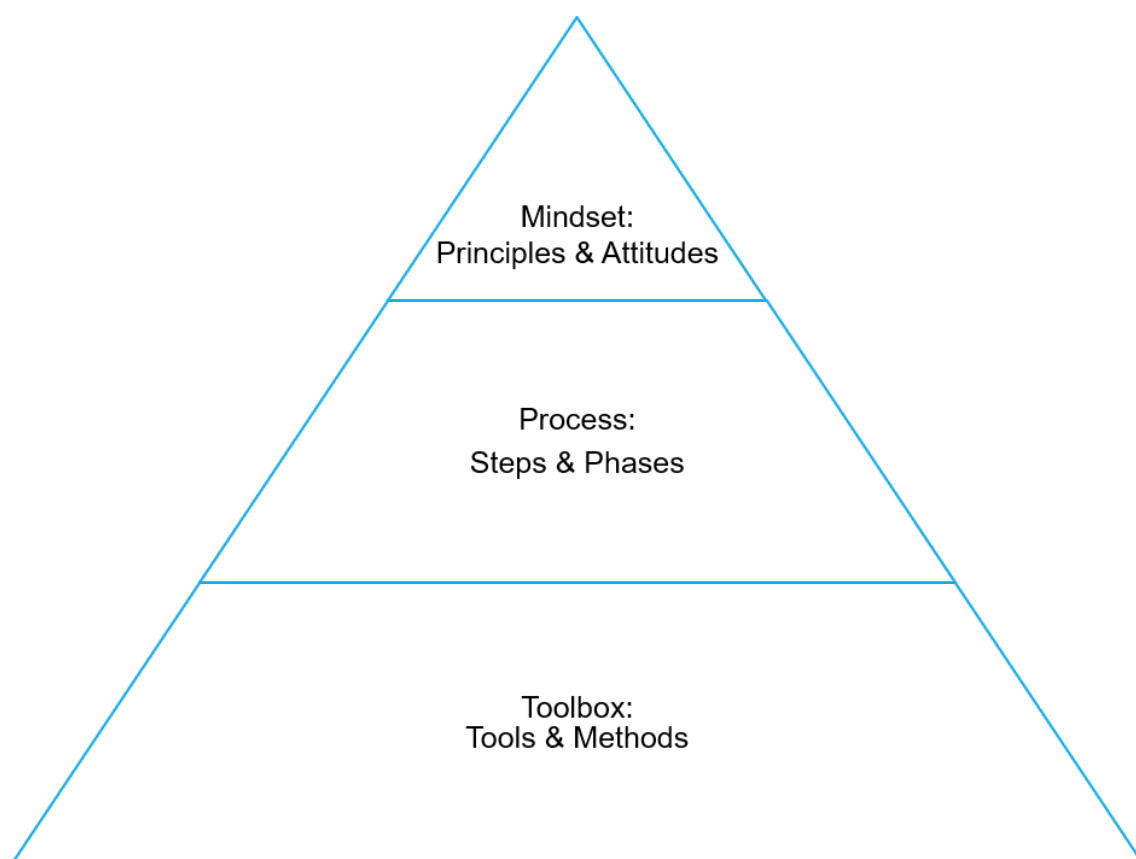 Mindset:
Principles & Attitudes
Process:
Steps & Phases
Toolbox:
Tools & Methods